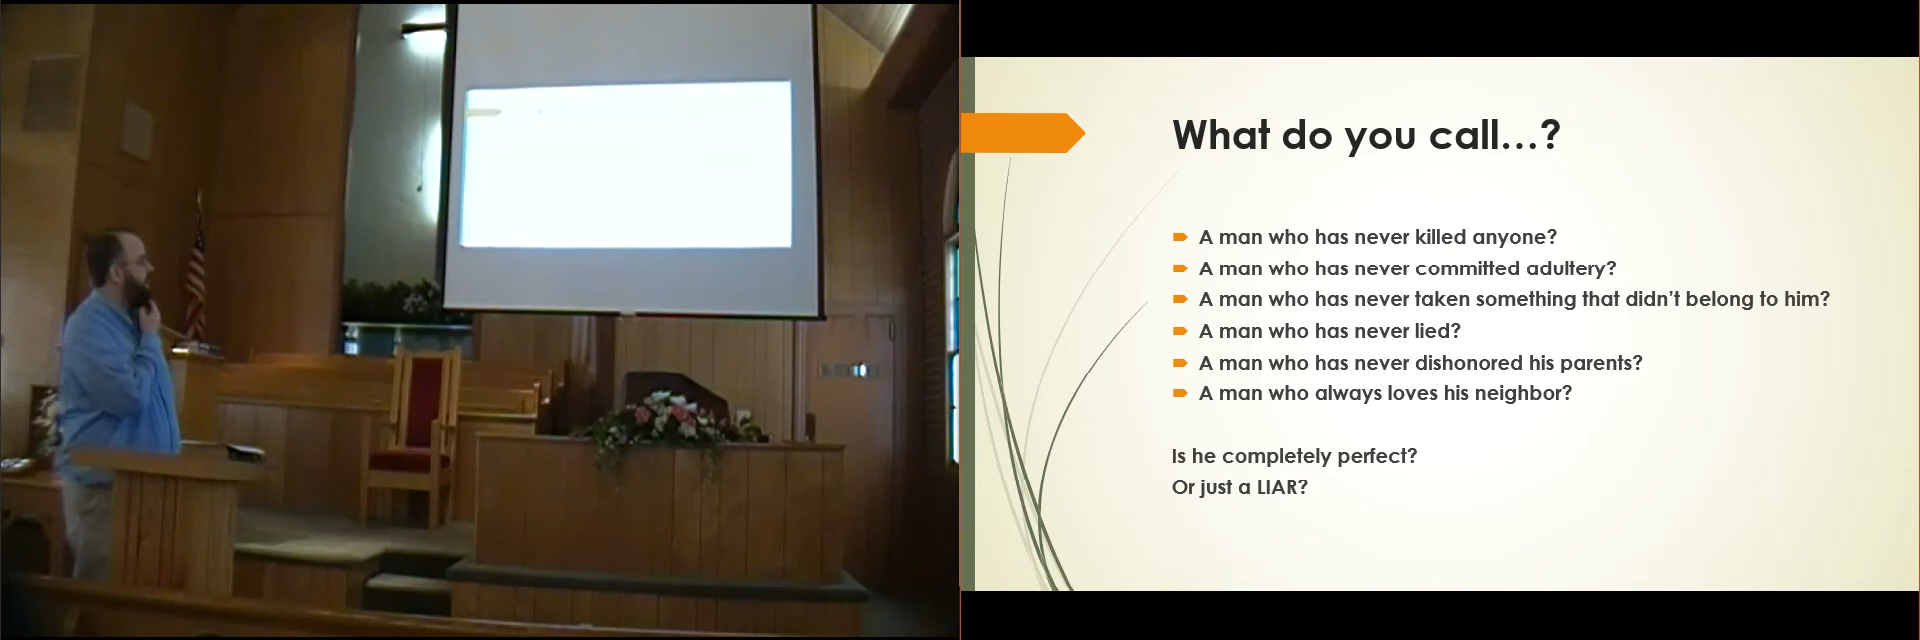 What do you call…?
A man who has never killed anyone?
A man who has never committed adultery?
A man who has never taken something that didn’t belong to him?
A man who has never lied?
A man who has never dishonored his parents?
A man who always loves his neighbor?
Is he completely perfect?
Or just a LIAR?